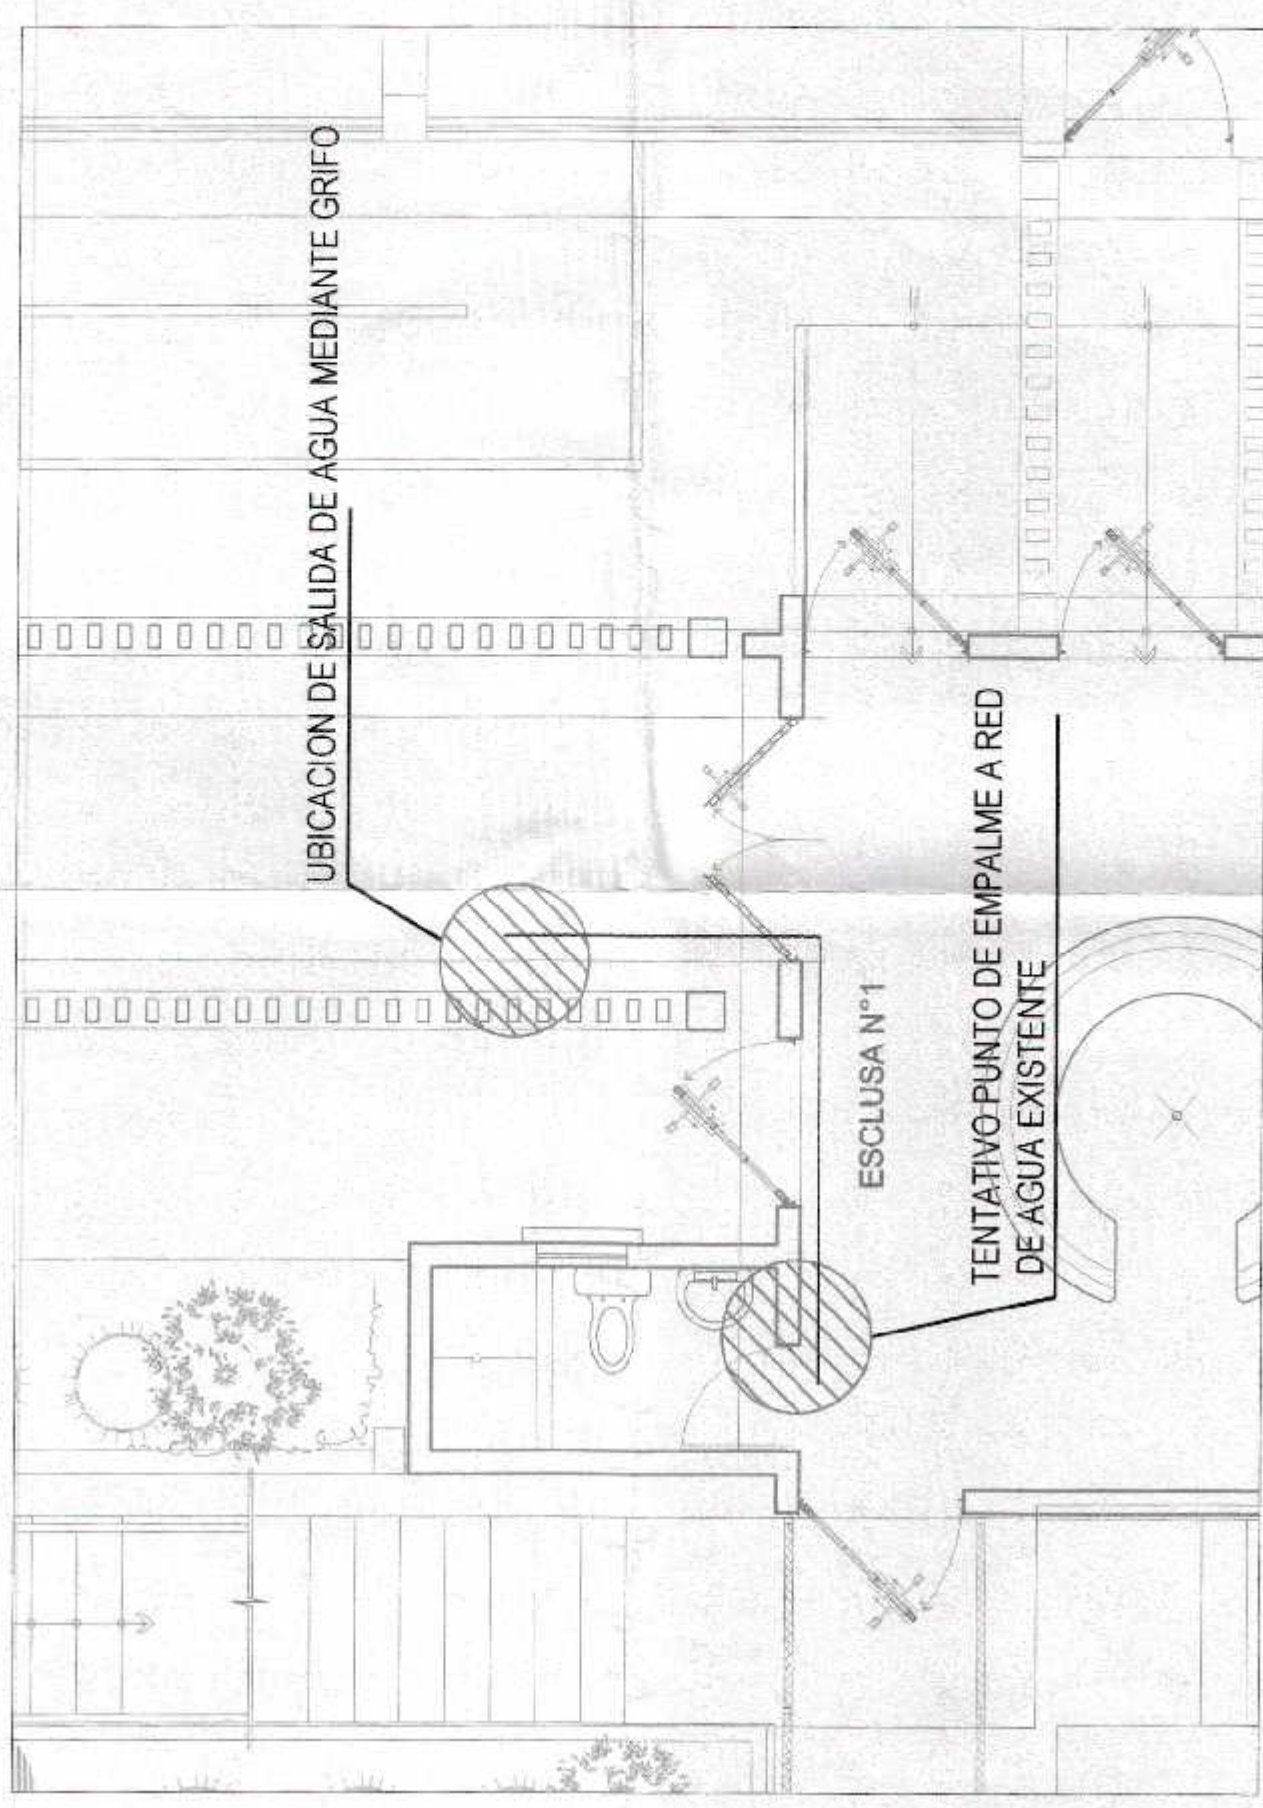 UBICACION DE SALIDA DE AGUA MEDIANTE GRIFO
ESCLUSA N°1
TENTATIVO PUNTO DE EMPALME A RED
DE AGUA EXISTENTE